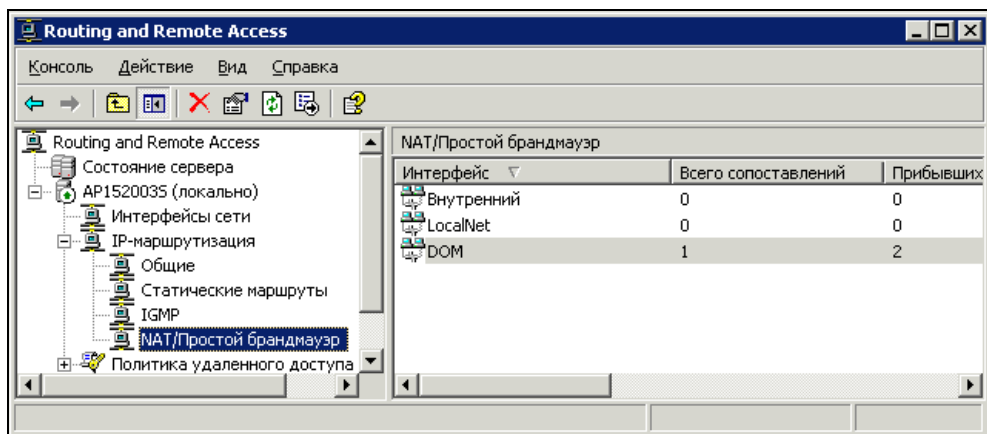 Routing and Remote Access
Консоль Действие Вид Справка
Routing and Remote Access
Состояние сервера
AP152003S (локально)
Интерфейсы сети
IP-маршрутизация
Общие
Статические маршруты
IGMP
NAT/Простой брандмауэр
Политика удаленного доступа
NAT/Простой брандмауэр
Интерфейс Всего сопоставлений Прибывших
Внутренний 0 0
LocalNet 0 0
DOM 1 2